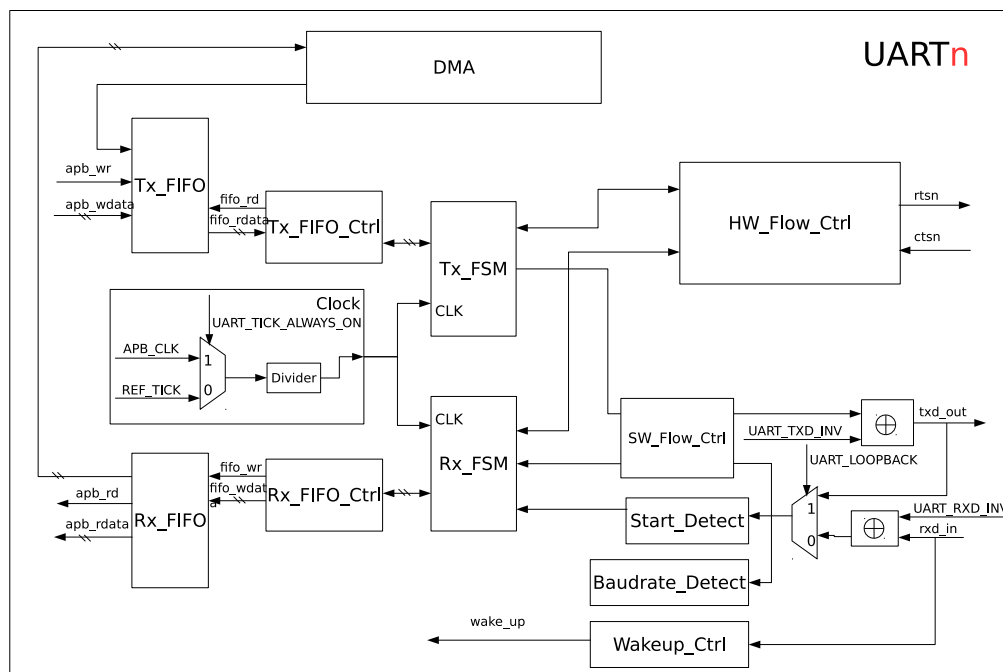 UARTn
DMA
apb_wr
apb_wdata
Tx_FIFO
fifo_rd
fifo_rdata
Tx_FIFO_Ctrl
Tx_FSM
CLK
HW_Flow_Ctrl
rtsn
ctsn
Clock
UART_TICK_ALWAYS_ON
APB_CLK
REF_TICK
1
0
Divider
CLK
Rx_FSM
SW_Flow_Ctrl
UART_TXD_INV
txd_out
UART_LOOPBACK
1
0
UART_RXD_INV
rxd_in
fifo_wr
fifo_wdat
a
Rx_FIFO_Ctrl
Rx_FIFO
apb_rd
apb_rdata
Start_Detect
Baudrate_Detect
wake_up
Wakeup_Ctrl